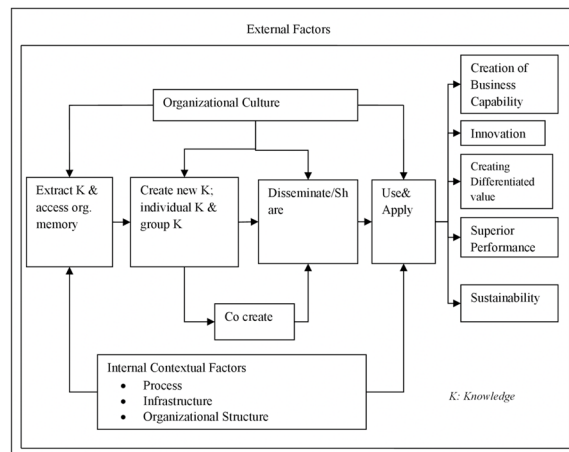 External Factors
Organizational Culture
Extract K &
access org.
memory
Create new K;
individual K &
group K
Disseminate/Sh
are
Use&
Apply
Creation of
Business
Capability
Innovation
Creating
Differentiated
value
Superior
Performance
Sustainability
Co create
Internal Contextual Factors
• Process
• Infrastructure
• Organizational Structure
K: Knowledge